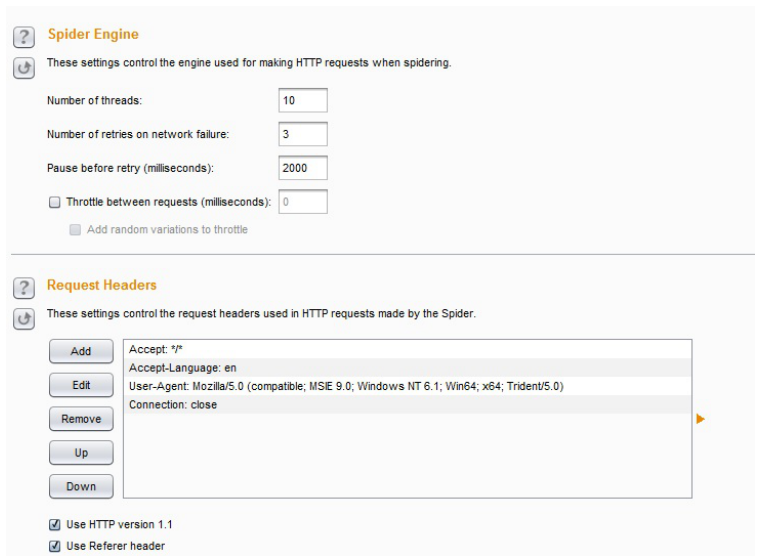 Spider Engine
These settings control the engine used for making HTTP requests when spidering.
Number of threads: 10
Number of retries on network failure: 3
Pause before retry (milliseconds): 2000
Throttle between requests (milliseconds): 0
Add random variations to throttle
Request Headers
These settings control the request headers used in HTTP requests made by the Spider.
Add
Edit
Remove
Up
Down
Accept: */*
Accept-Language: en
User-Agent: Mozilla/5.0 (compatible; MSIE 9.0; Windows NT 6.1; Win64; x64; Trident/5.0)
Connection: close
Use HTTP version 1.1
Use Referer header